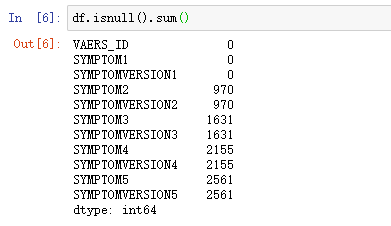 In [6]: df.isnull().sum()
Out[6]: VAERS_ID 0
SYMPTOM1 0
SYMPTOMVERSION1 0
SYMPTOM2 970
SYMPTOMVERSION2 970
SYMPTOM3 1631
SYMPTOMVERSION3 1631
SYMPTOM4 2155
SYMPTOMVERSION4 2155
SYMPTOM5 2561
SYMPTOMVERSION5 2561
dtype: int64